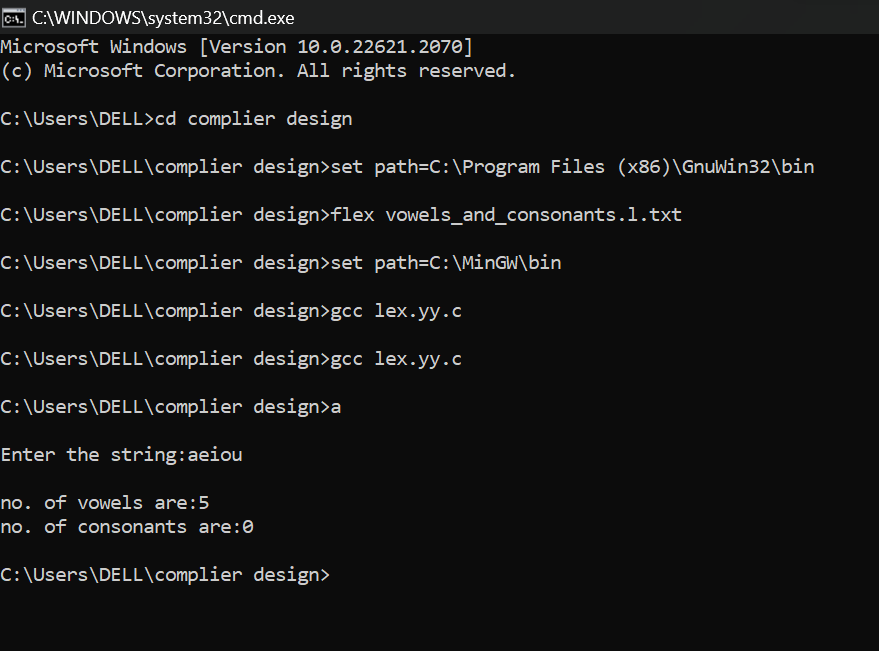 C:\WINDOWS\system32\cmd.exe
Microsoft Windows [Version 10.0.22621.2070]
(c) Microsoft Corporation. All rights reserved.
C:\Users\DELL>cd complier design
C:\Users\DELL\complier design>set path=C:\Program Files (x86)\GnuWin32\bin
C:\Users\DELL\complier design>flex vowels_and_consonants.l.txt
C:\Users\DELL\complier design>set path=C:\MinGW\bin
C:\Users\DELL\complier design>gcc lex.yy.c
C:\Users\DELL\complier design>gcc lex.yy.c
C:\Users\DELL\complier design>a
Enter the string:aeiou
no. of vowels are:5
no. of consonants are:0
C:\Users\DELL\complier design>